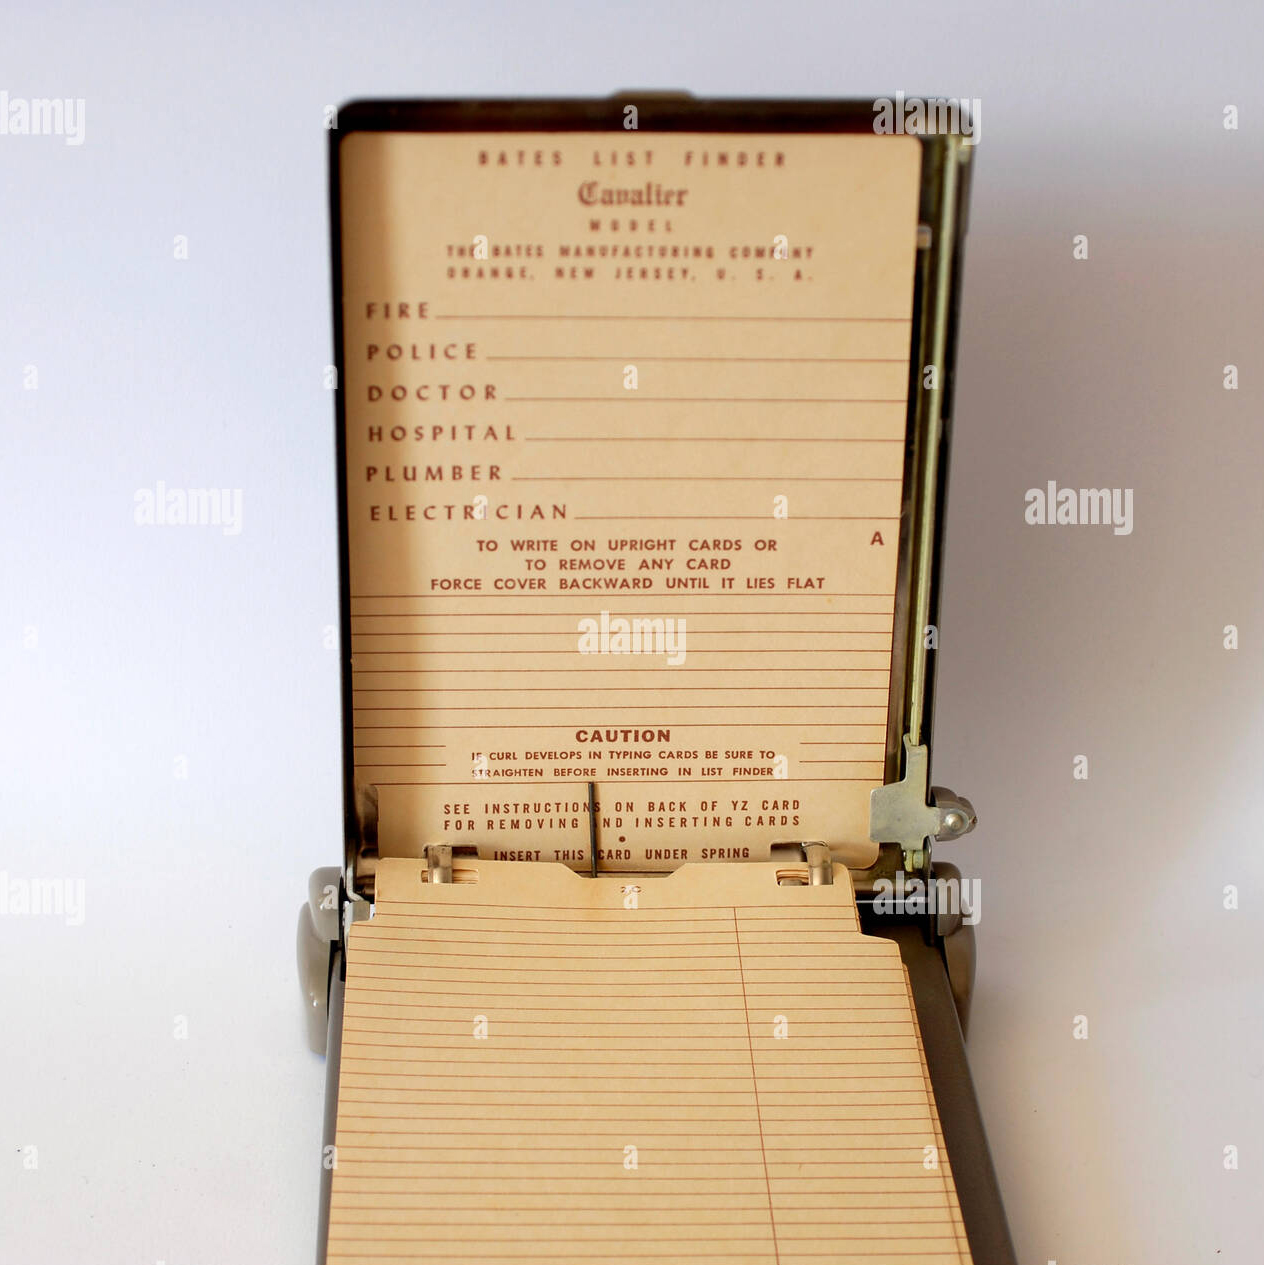 BATES LIST FINDER
Cavalier
MODEL
THE BATES MANUFACTURING COMPANY
ORANGE, NEW JERSEY, U. S. A.
FIRE
POLICE
DOCTOR
HOSPITAL
PLUMBER
ELECTRICIAN
A
TO WRITE ON UPRIGHT CARDS OR
TO REMOVE ANY CARD
FORCE COVER BACKWARD UNTIL IT LIES FLAT
CAUTION
IF CURL DEVELOPS IN TYPING CARDS BE SURE TO
STRAIGHTEN BEFORE INSERTING IN LIST FINDER
SEE INSTRUCTIONS ON BACK OF YZ CARD
FOR REMOVING AND INSERTING CARDS
INSERT THIS CARD UNDER SPRING
alamy
alamy
alamy
alamy
alamy
alamy
alamy